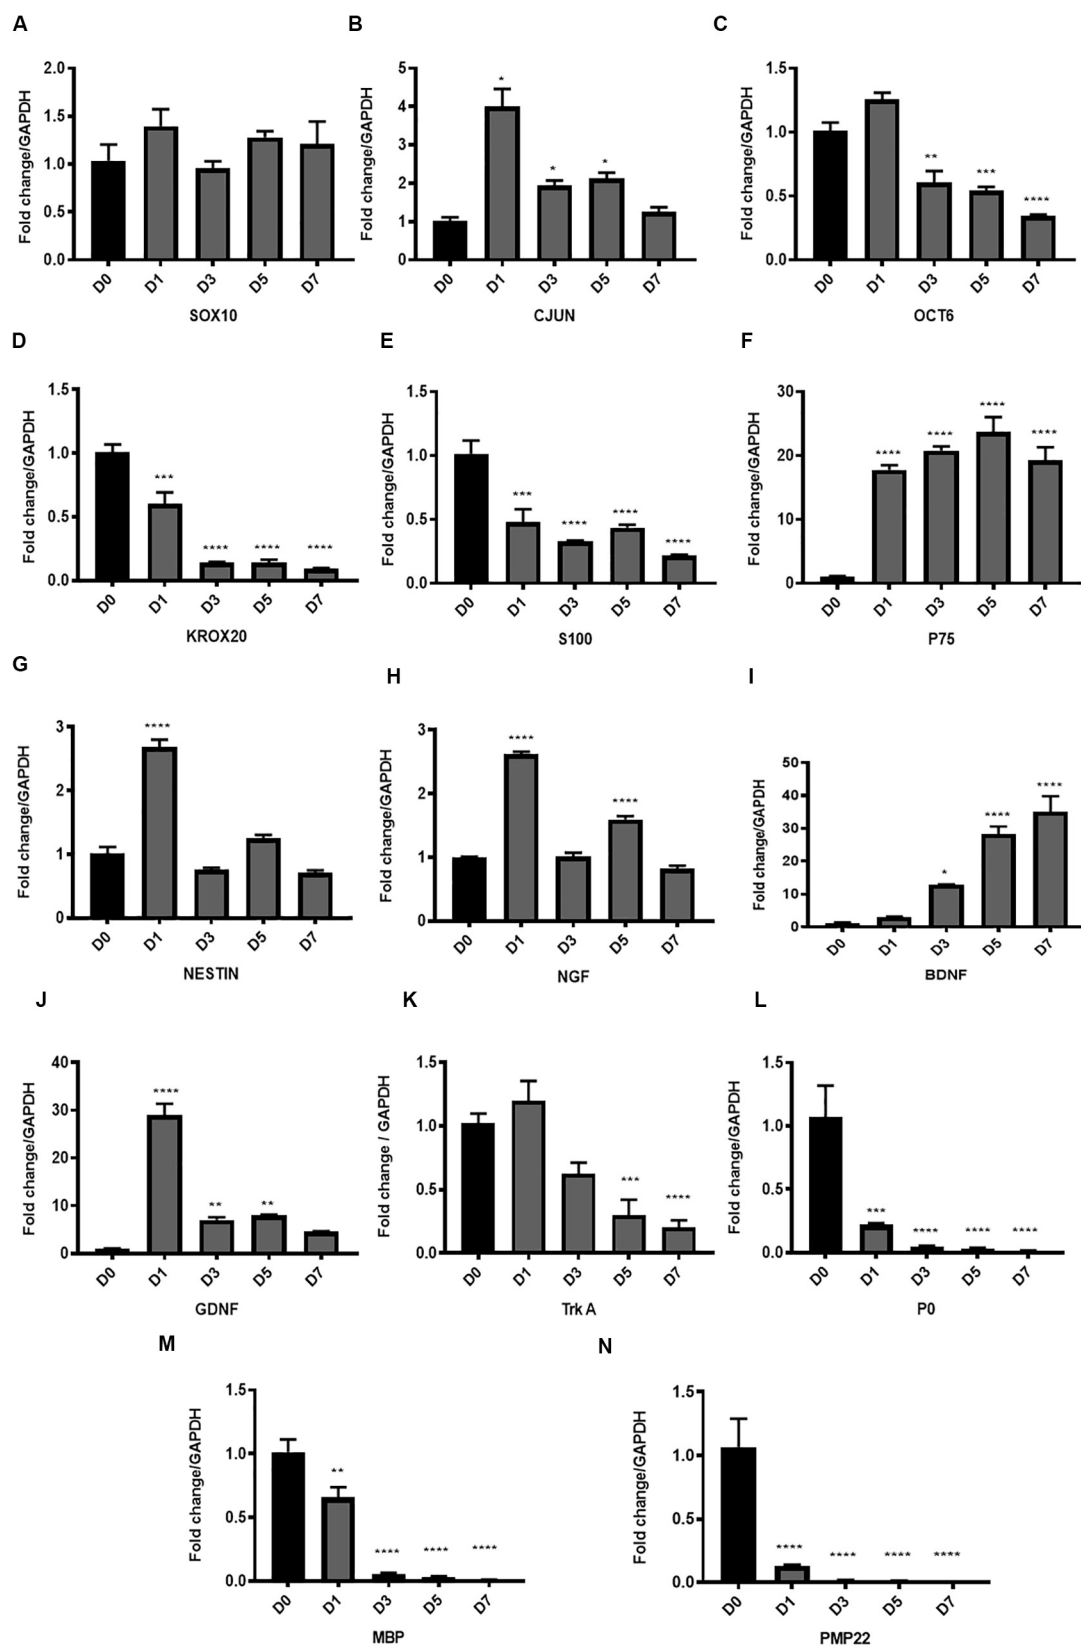 A
B
C
Fold change/GAPDH
2.0
1.5
1.0
0.5
0.0
D0 D1 D3 D5 D7
SOX10
Fold change/GAPDH
5
4
3
2
1
0
*
*
*
D0 D1 D3 D5 D7
CJUN
Fold change/GAPDH
1.5
1.0
0.5
0.0
**
***
****
D0 D1 D3 D5 D7
OCT6
D
E
F
Fold change/GAPDH
1.5
1.0
0.5
0.0
***
**** **** ****
D0 D1 D3 D5 D7
KROX20
Fold change/GAPDH
1.5
1.0
0.5
0.0
***
****
****
****
D0 D1 D3 D5 D7
S100
Fold change/GAPDH
30
20
10
0
****
****
****
****
D0 D1 D3 D5 D7
P75
G
H
I
Fold change/GAPDH
3
2
1
0
****
D0 D1 D3 D5 D7
NESTIN
Fold change/GAPDH
3
2
1
0
****
****
D0 D1 D3 D5 D7
NGF
Fold change/GAPDH
50
40
30
20
10
0
*
****
****
D0 D1 D3 D5 D7
BDNF
J
K
L
Fold change/GAPDH
40
30
20
10
0
****
** **
D0 D1 D3 D5 D7
GDNF
Fold change / GAPDH
1.5
1.0
0.5
0.0
***
****
D0 D1 D3 D5 D7
Trk A
Fold change/GAPDH
1.5
1.0
0.5
0.0
***
**** **** ****
D0 D1 D3 D5 D7
P0
M
N
Fold change/GAPDH
1.5
1.0
0.5
0.0
**
**** **** ****
D0 D1 D3 D5 D7
MBP
Fold change/GAPDH
1.5
1.0
0.5
0.0
**** **** **** ****
D0 D1 D3 D5 D7
PMP22